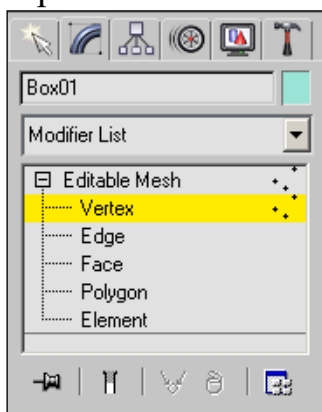 Box01
Modifier List
Editable Mesh
Vertex
Edge
Face
Polygon
Element